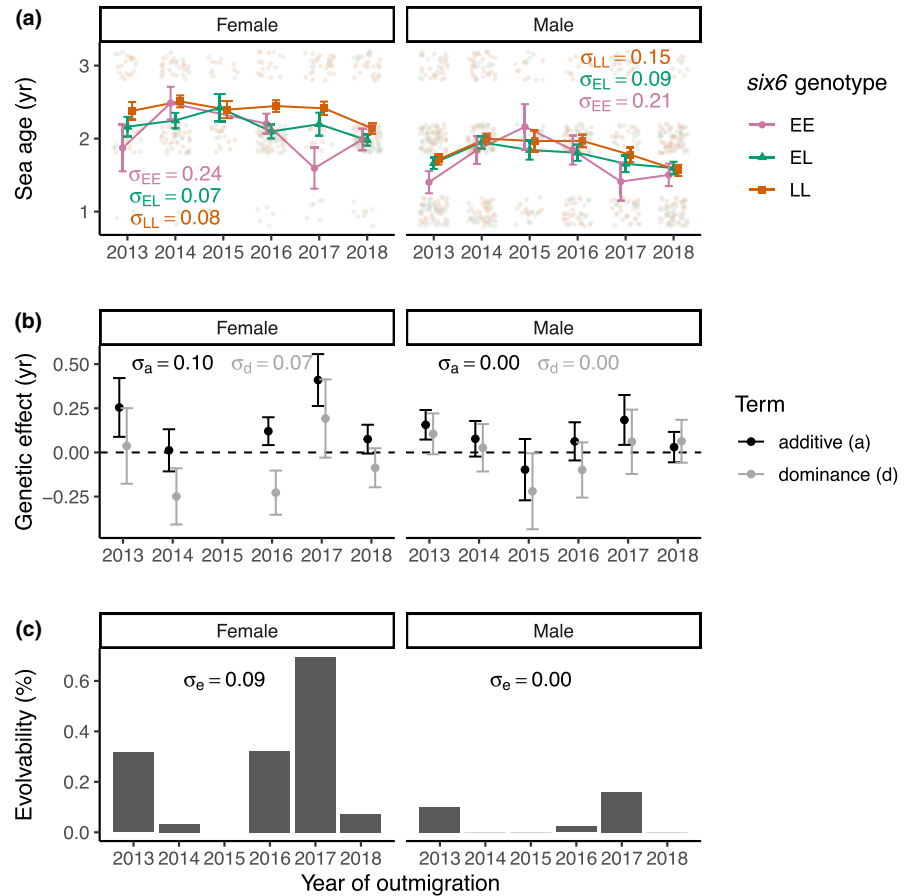 (a)
Female
Male
Sea age (yr)
3
2
1
σEE = 0.24
σEL = 0.07
σLL = 0.08
σLL = 0.15
σEL = 0.09
σEE = 0.21
2013 2014 2015 2016 2017 2018
2013 2014 2015 2016 2017 2018
six6 genotype
EE
EL
LL
(b)
Female
Male
Genetic effect (yr)
0.50
0.25
0.00
−0.25
σa = 0.10 σd = 0.07
σa = 0.00 σd = 0.00
2013 2014 2015 2016 2017 2018
2013 2014 2015 2016 2017 2018
Term
additive (a)
dominance (d)
(c)
Female
Male
Evolvability (%)
0.6
0.4
0.2
0.0
σe = 0.09
σe = 0.00
2013 2014 2015 2016 2017 2018
2013 2014 2015 2016 2017 2018
Year of outmigration